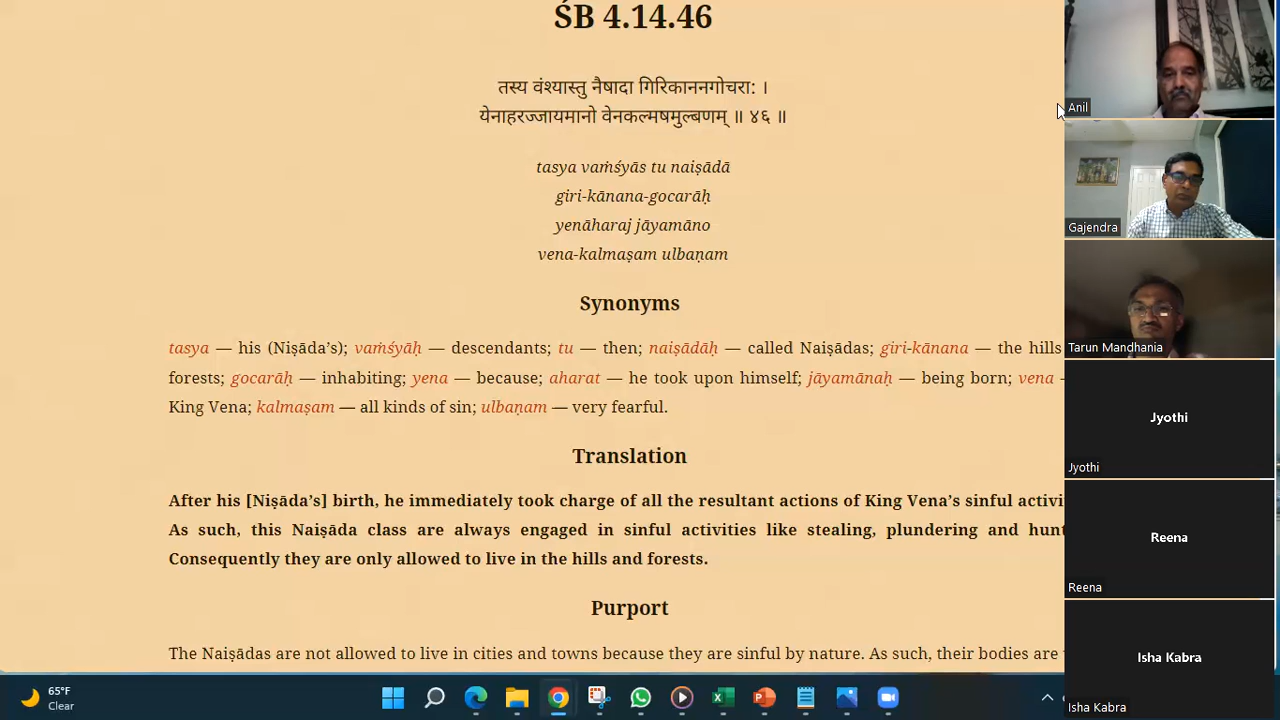 ŚB 4.14.46
तस्य वंश्यास्तु नैषादा गिरिकाननगोचरा: ।
येनाहरज्जायमानो वेनकल्मषमुल्बणम् ॥ ४६ ॥
tasya vaṁśyās tu naiṣādā
giri-kānana-gocarāḥ
yenāharaj jāyamāno
vena-kalmaṣam ulbaṇam
Synonyms
tasya — his (Niṣāda’s); vaṁśyāḥ — descendants; tu — then; naiṣādāḥ — called Naiṣādas; giri-kānana — the hills
forests; gocarāḥ — inhabiting; yena — because; aharat — he took upon himself; jāyamānaḥ — being born; vena —
King Vena; kalmaṣam — all kinds of sin; ulbaṇam — very fearful.
Translation
After his [Niṣāda’s] birth, he immediately took charge of all the resultant actions of King Vena’s sinful
As such, this Naiṣāda class are always engaged in sinful activities like stealing, plundering and
Consequently they are only allowed to live in the hills and forests.
Purport
The Naiṣādas are not allowed to live in cities and towns because they are sinful by nature. As such, their bodies are
Anil
Gajendra
Tarun Mandhania
Jyothi
Jyothi
Reena
Reena
Isha Kabra
Isha Kabra
65°F
Clear